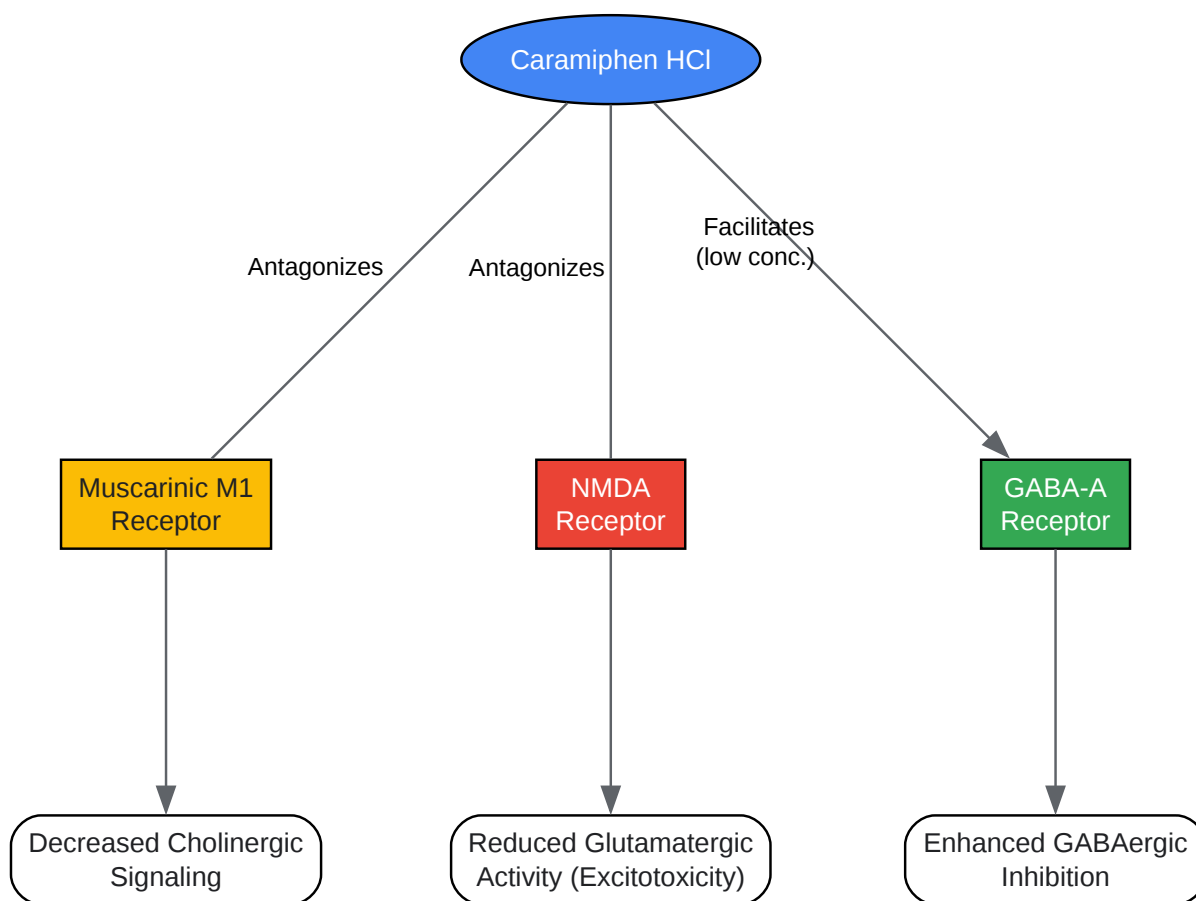 Caramiphen HCl
Facilitates
(low conc.)
Antagonizes
Antagonizes
Muscarinic M1
Receptor
NMDA
Receptor
GABA-A
Receptor
Decreased Cholinergic
Signaling
Reduced Glutamatergic
Activity (Excitotoxicity)
Enhanced GABAergic
Inhibition